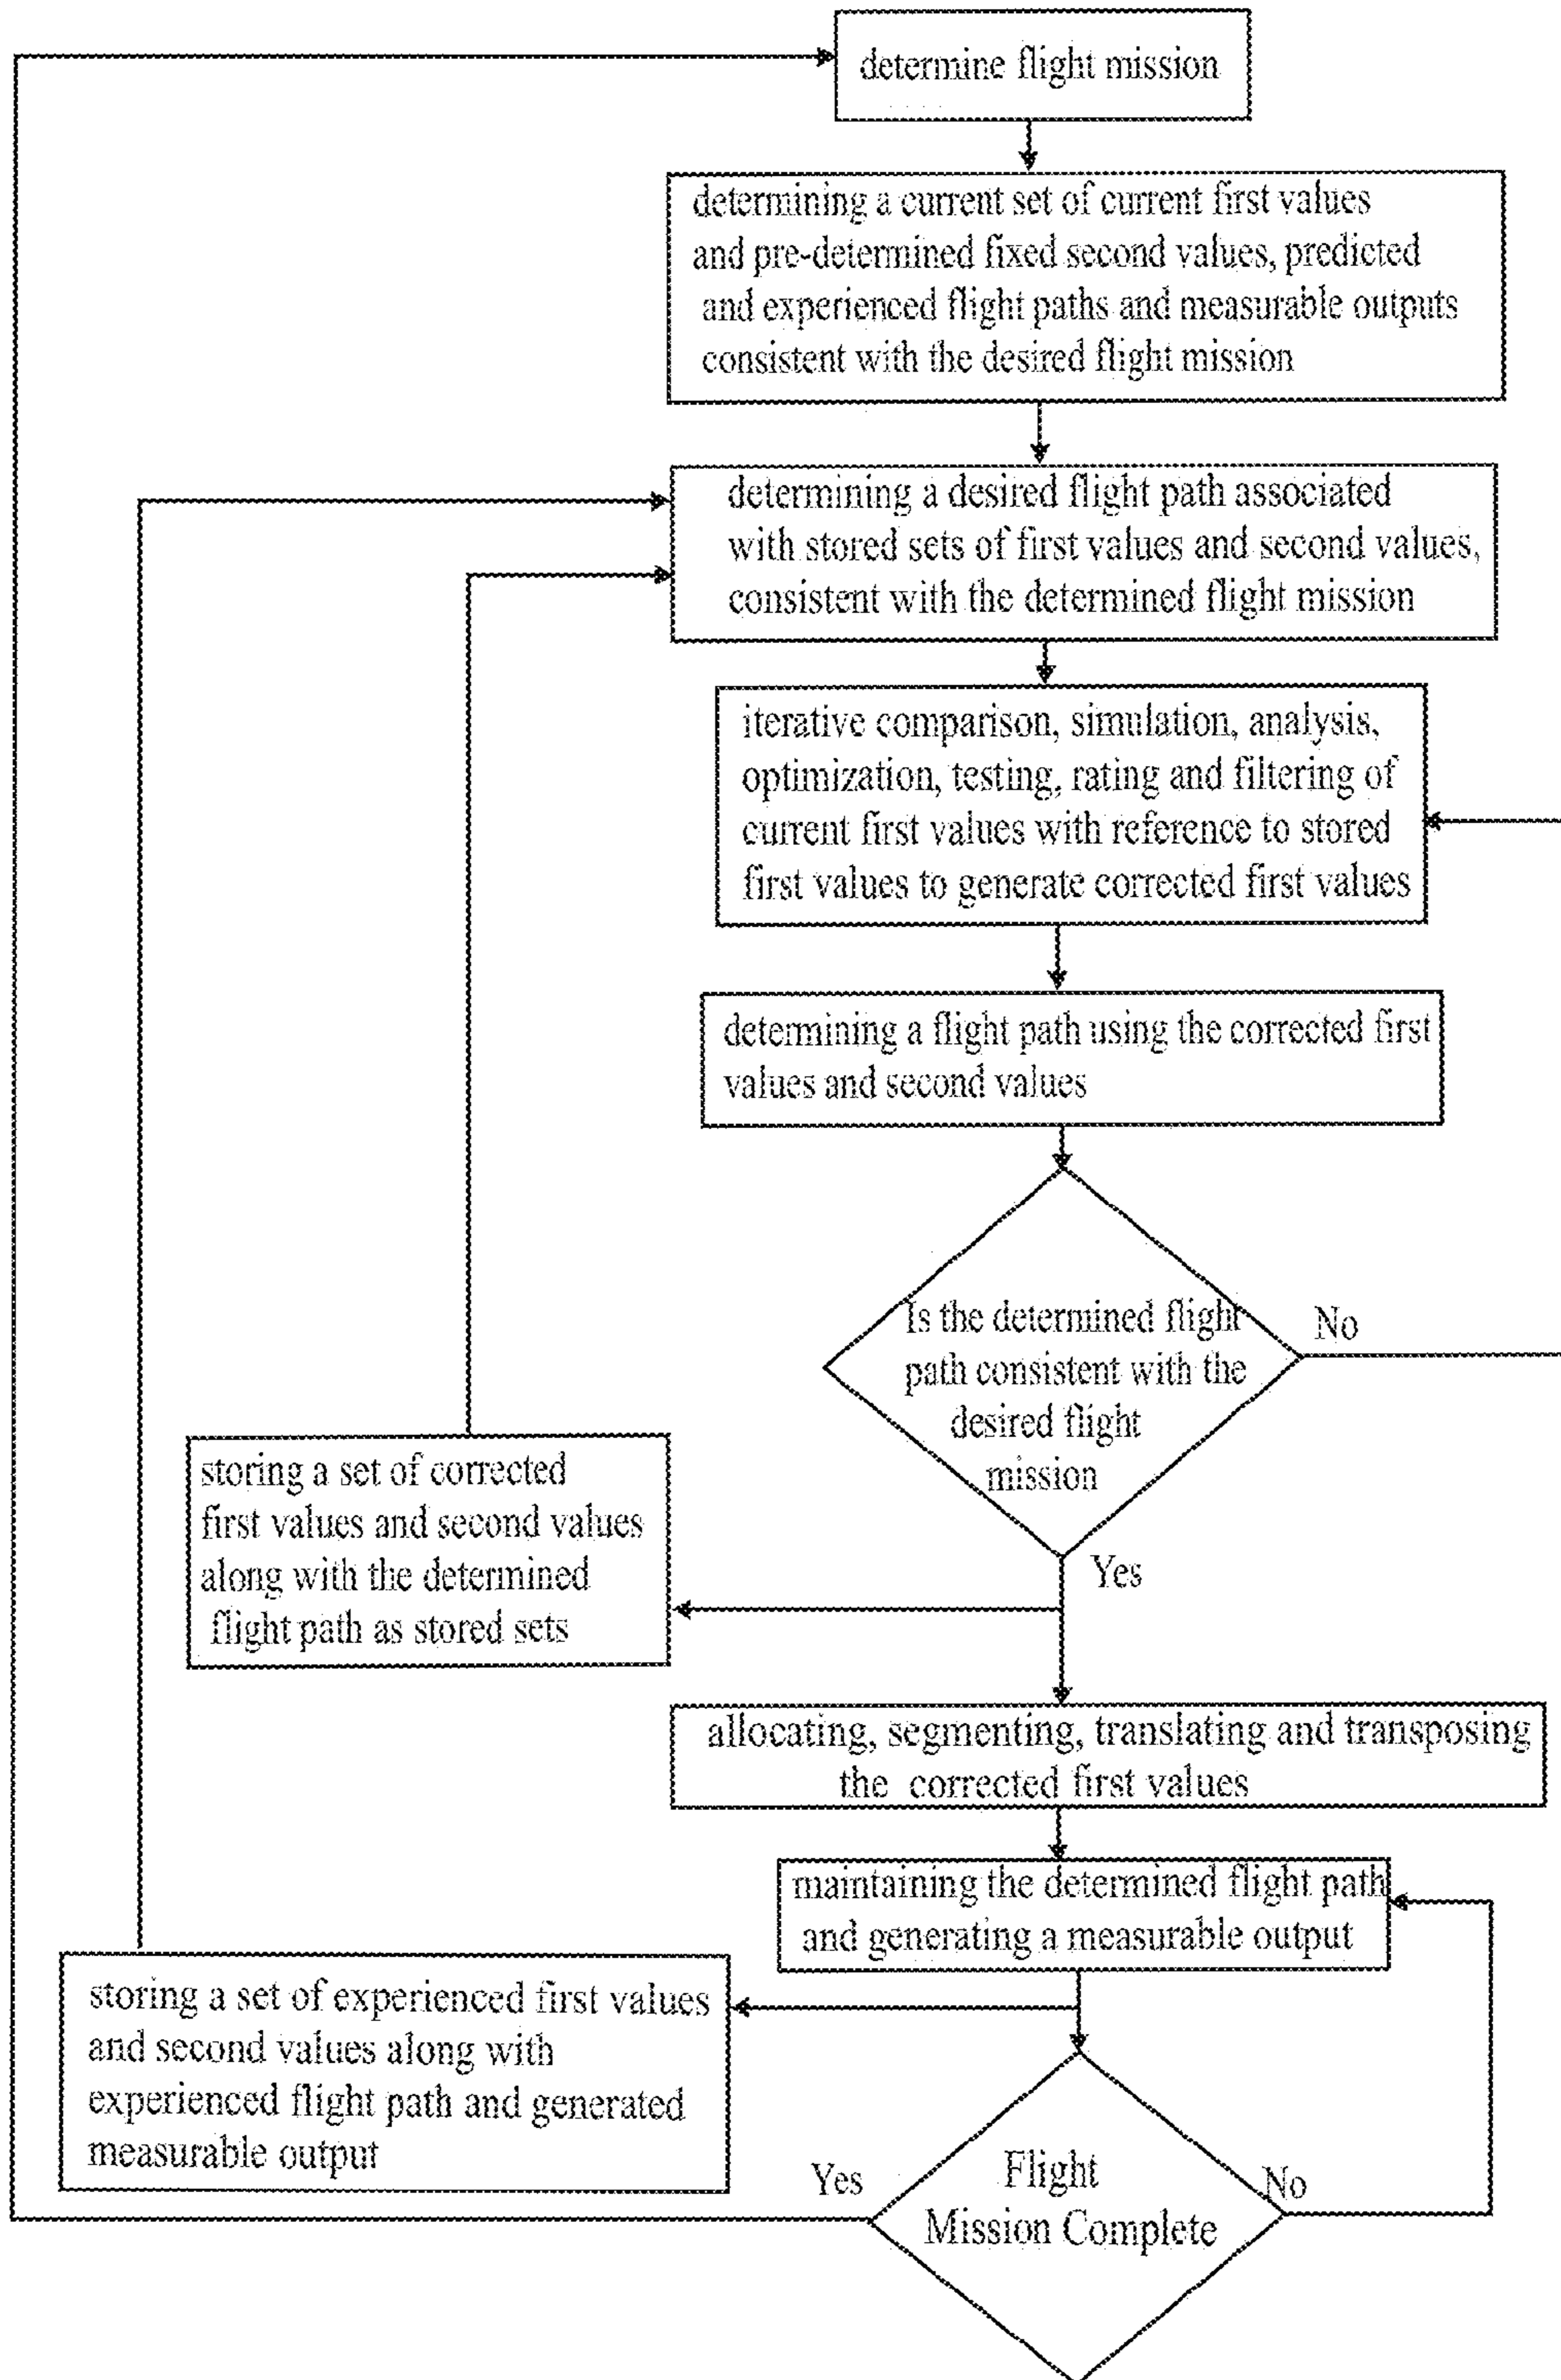 determine flight mission
determining a current set of current first values
and pre-determined fixed second values, predicted
and experienced flight paths and measurable outputs
consistent with the desired flight mission
determining a desired flight path associated
with stored sets of first values and second values,
consistent with the determined flight mission
iterative comparison, simulation, analysis,
optimization, testing, rating and filtering of
current first values with reference to stored
first values to generate corrected first values
determining a flight path using the corrected first
values and second values
Is the determined flight
path consistent with the
desired flight
mission
No
Yes
storing a set of corrected
first values and second values
along with the determined
flight path as stored sets
allocating, segmenting, translating and transposing
the corrected first values
maintaining the determined flight path
and generating a measurable output
storing a set of experienced first values
and second values along with
experienced flight path and generated
measurable output
Yes
Flight
Mission Complete
No